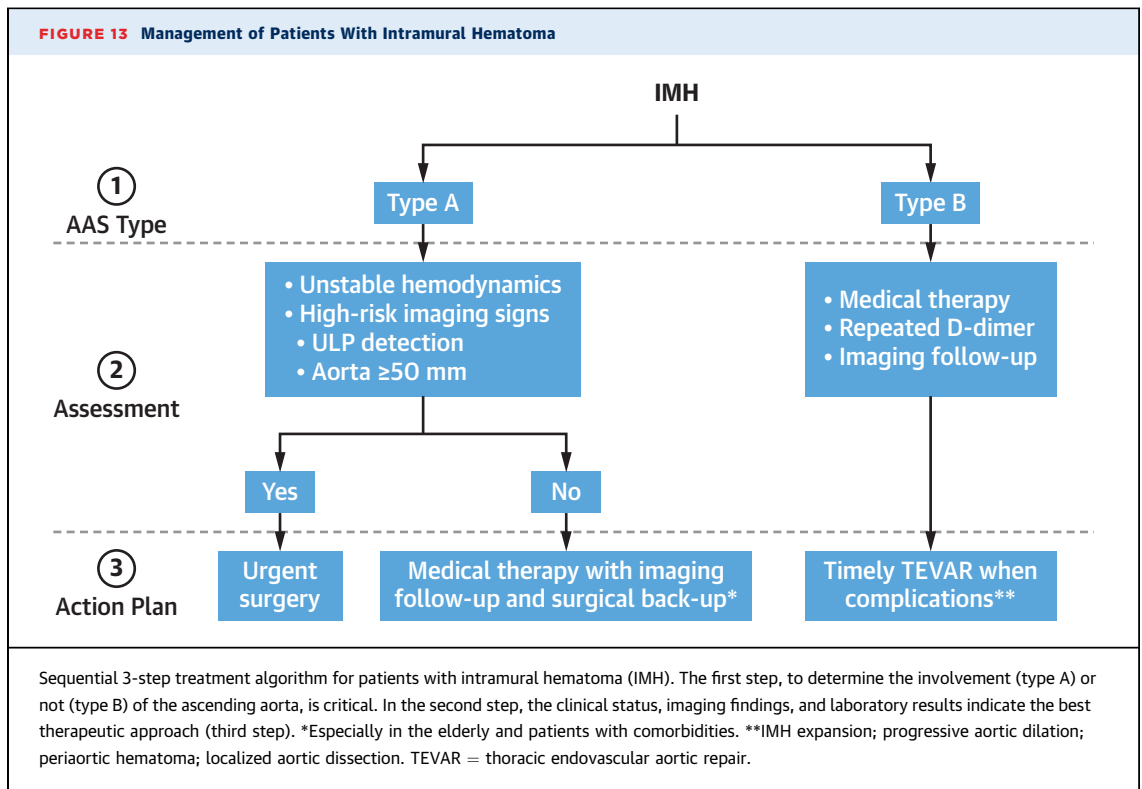 FIGURE 13 Management of Patients With Intramural Hematoma
IMH
1
AAS Type
Type A
Type B
2
Assessment
• Unstable hemodynamics
• High-risk imaging signs
• ULP detection
• Aorta ≥50 mm
• Medical therapy
• Repeated D-dimer
• Imaging follow-up
Yes
No
3
Action Plan
Urgent
surgery
Medical therapy with imaging
follow-up and surgical back-up*
Timely TEVAR when
complications**
Sequential 3-step treatment algorithm for patients with intramural hematoma (IMH). The first step, to determine the involvement (type A) or
not (type B) of the ascending aorta, is critical. In the second step, the clinical status, imaging findings, and laboratory results indicate the best
therapeutic approach (third step). *Especially in the elderly and patients with comorbidities. **IMH expansion; progressive aortic dilation;
periaortic hematoma; localized aortic dissection. TEVAR = thoracic endovascular aortic repair.